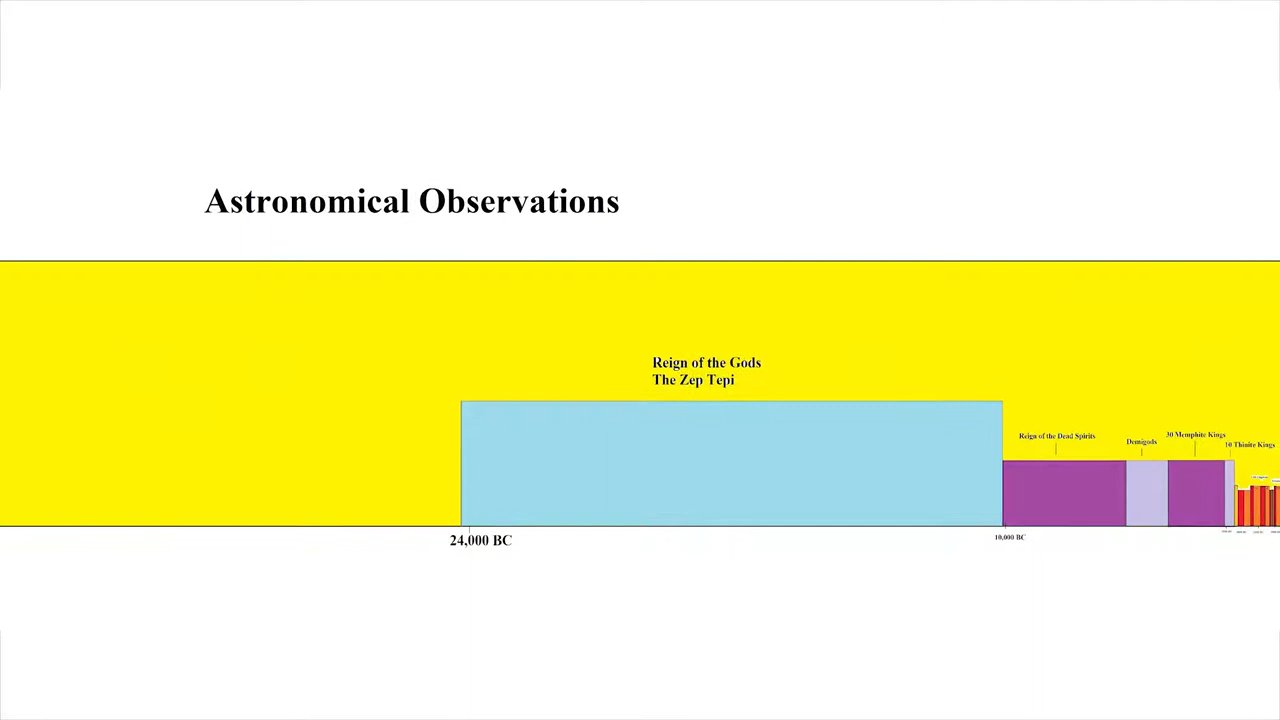 Astronomical Observations
Reign of the Gods
The Zep Tepi
Reign of the Dead Spirits
Demigods
30 Memphite Kings
10 Thinite Kings
24,000 BC
10,000 BC